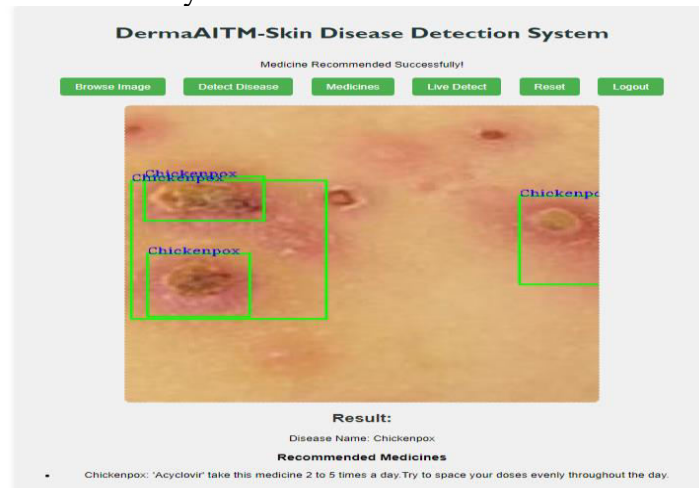 DermaAITM-Skin Disease Detection System
Medicine Recommended Successfully!
Browse Image Detect Disease Medicines Live Detect Reset Logout
Chickenpox
Chickenpox
Chickenpo
Chickenpox
Result:
Disease Name: Chickenpox
Recommended Medicines
• Chickenpox: 'Acyclovir' take this medicine 2 to 5 times a day.Try to space your doses evenly throughout the day.